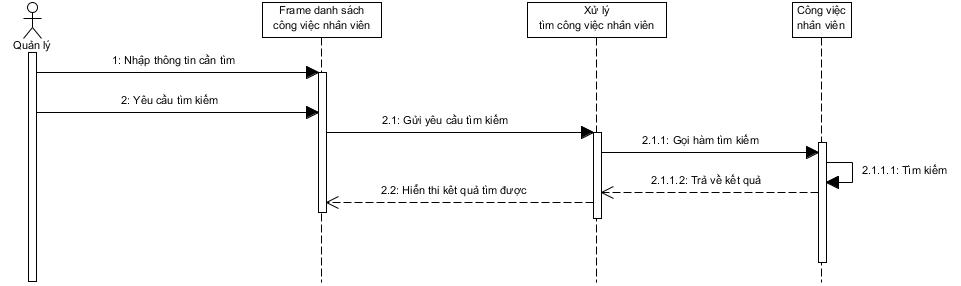 Quản lý
Frame danh sách
công việc nhân viên
Xử lý
tìm công việc nhân viên
Công việc
nhân viên
1: Nhập thông tin cần tìm
2: Yêu cầu tìm kiếm
2.1: Gửi yêu cầu tìm kiếm
2.1.1: Gọi hàm tìm kiếm
2.1.1.1: Tìm kiếm
2.1.1.2: Trả về kết quả
2.2: Hiển thi kêt quả tìm được